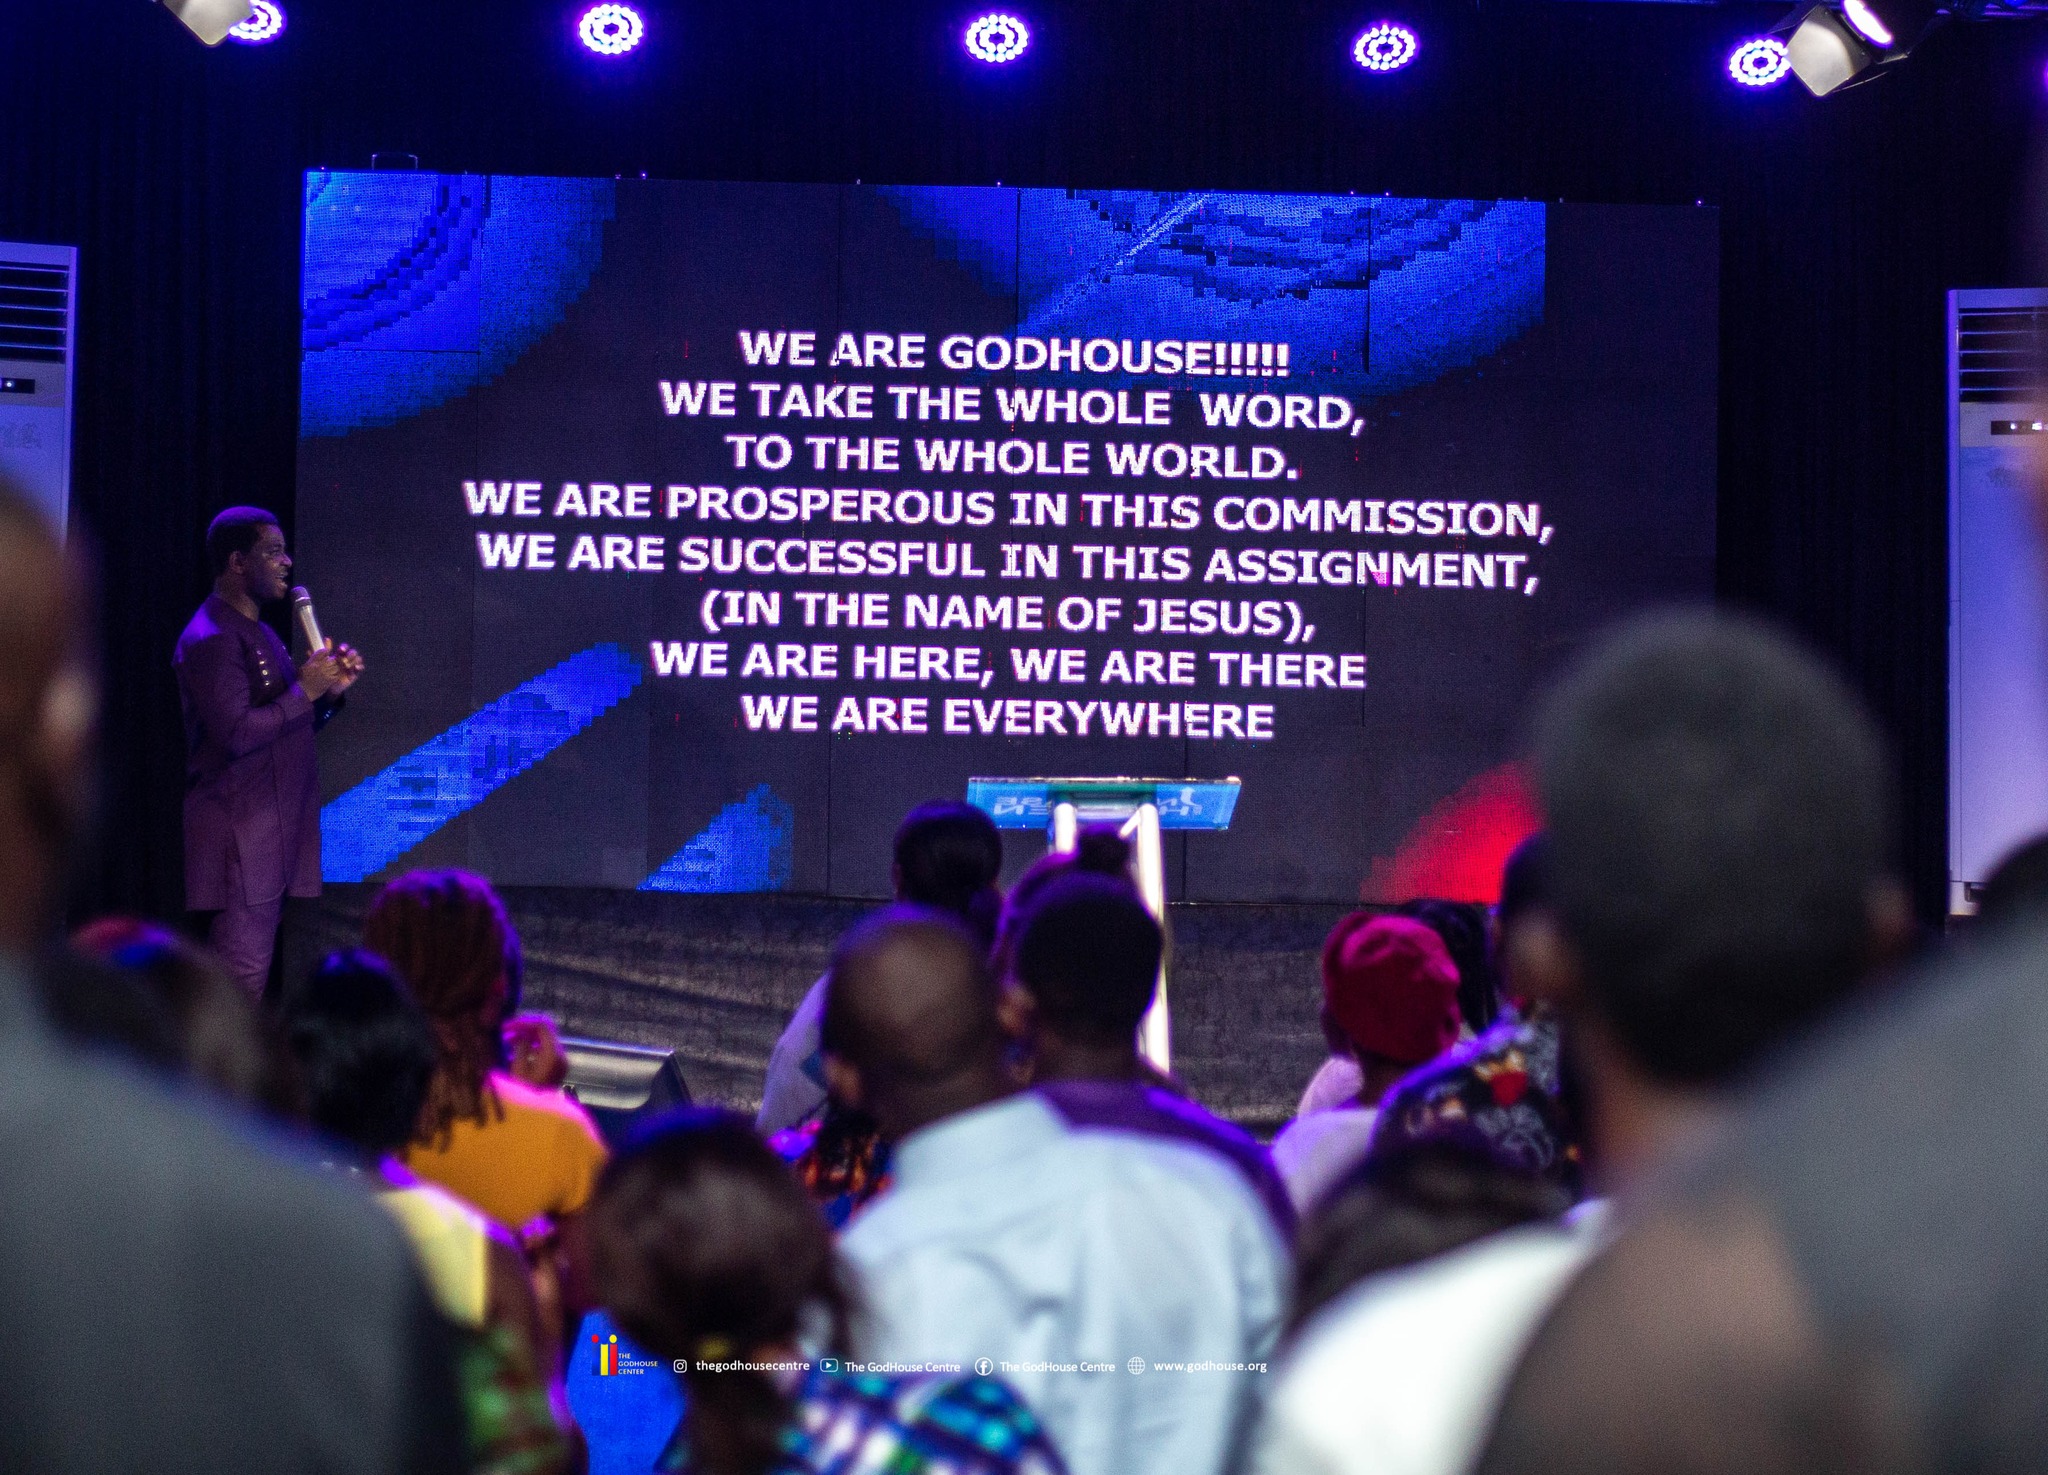 WE ARE GODHOUSE!!!!!
WE TAKE THE WHOLE WORD,
TO THE WHOLE WORLD.
WE ARE PROSPEROUS IN THIS COMMISSION,
WE ARE SUCCESSFUL IN THIS ASSIGNMENT,
(IN THE NAME OF JESUS),
WE ARE HERE, WE ARE THERE
WE ARE EVERYWHERE
THE
GODHOUSE
CENTER
thegodhousecentre The GodHouse Centre The GodHouse Centre www.godhouse.org